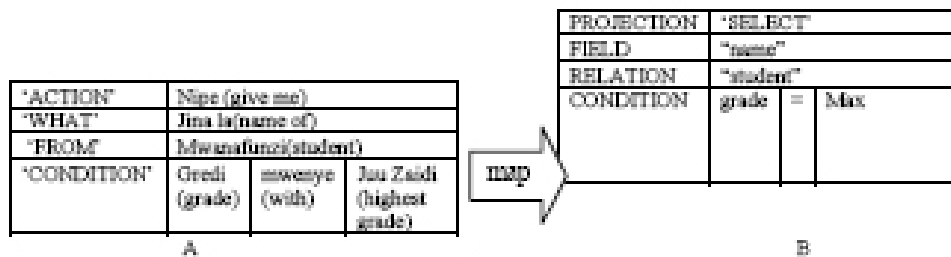 "ACTION" Nipe (give me)
"WHAT" Jina la(name of)
"FROM" Mwanafunzi(student)
"CONDITION" Gredi (grade) mwenye (with) Juu Zaidi (highest grade)
A
map
PROJECTION "SELECT"
FIELD "name"
RELATION "student"
CONDITION grade = Max
B